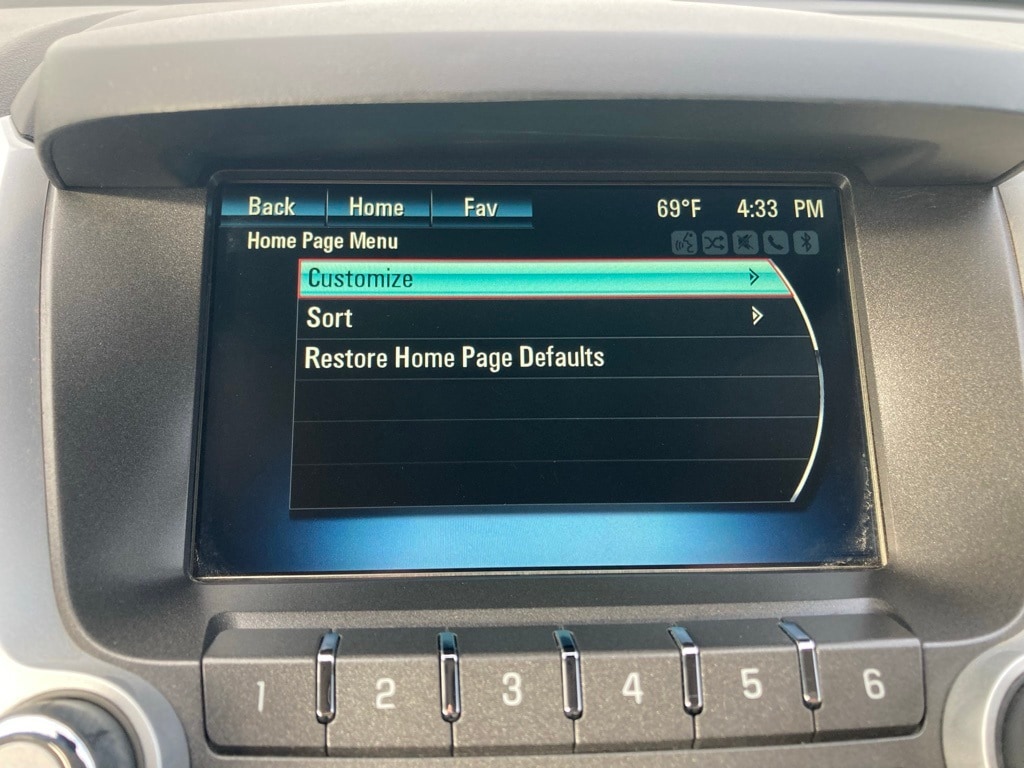 Back Home Fav 69°F 4:33 PM
Home Page Menu
Customize
Sort
Restore Home Page Defaults
1 2 3 4 5 6